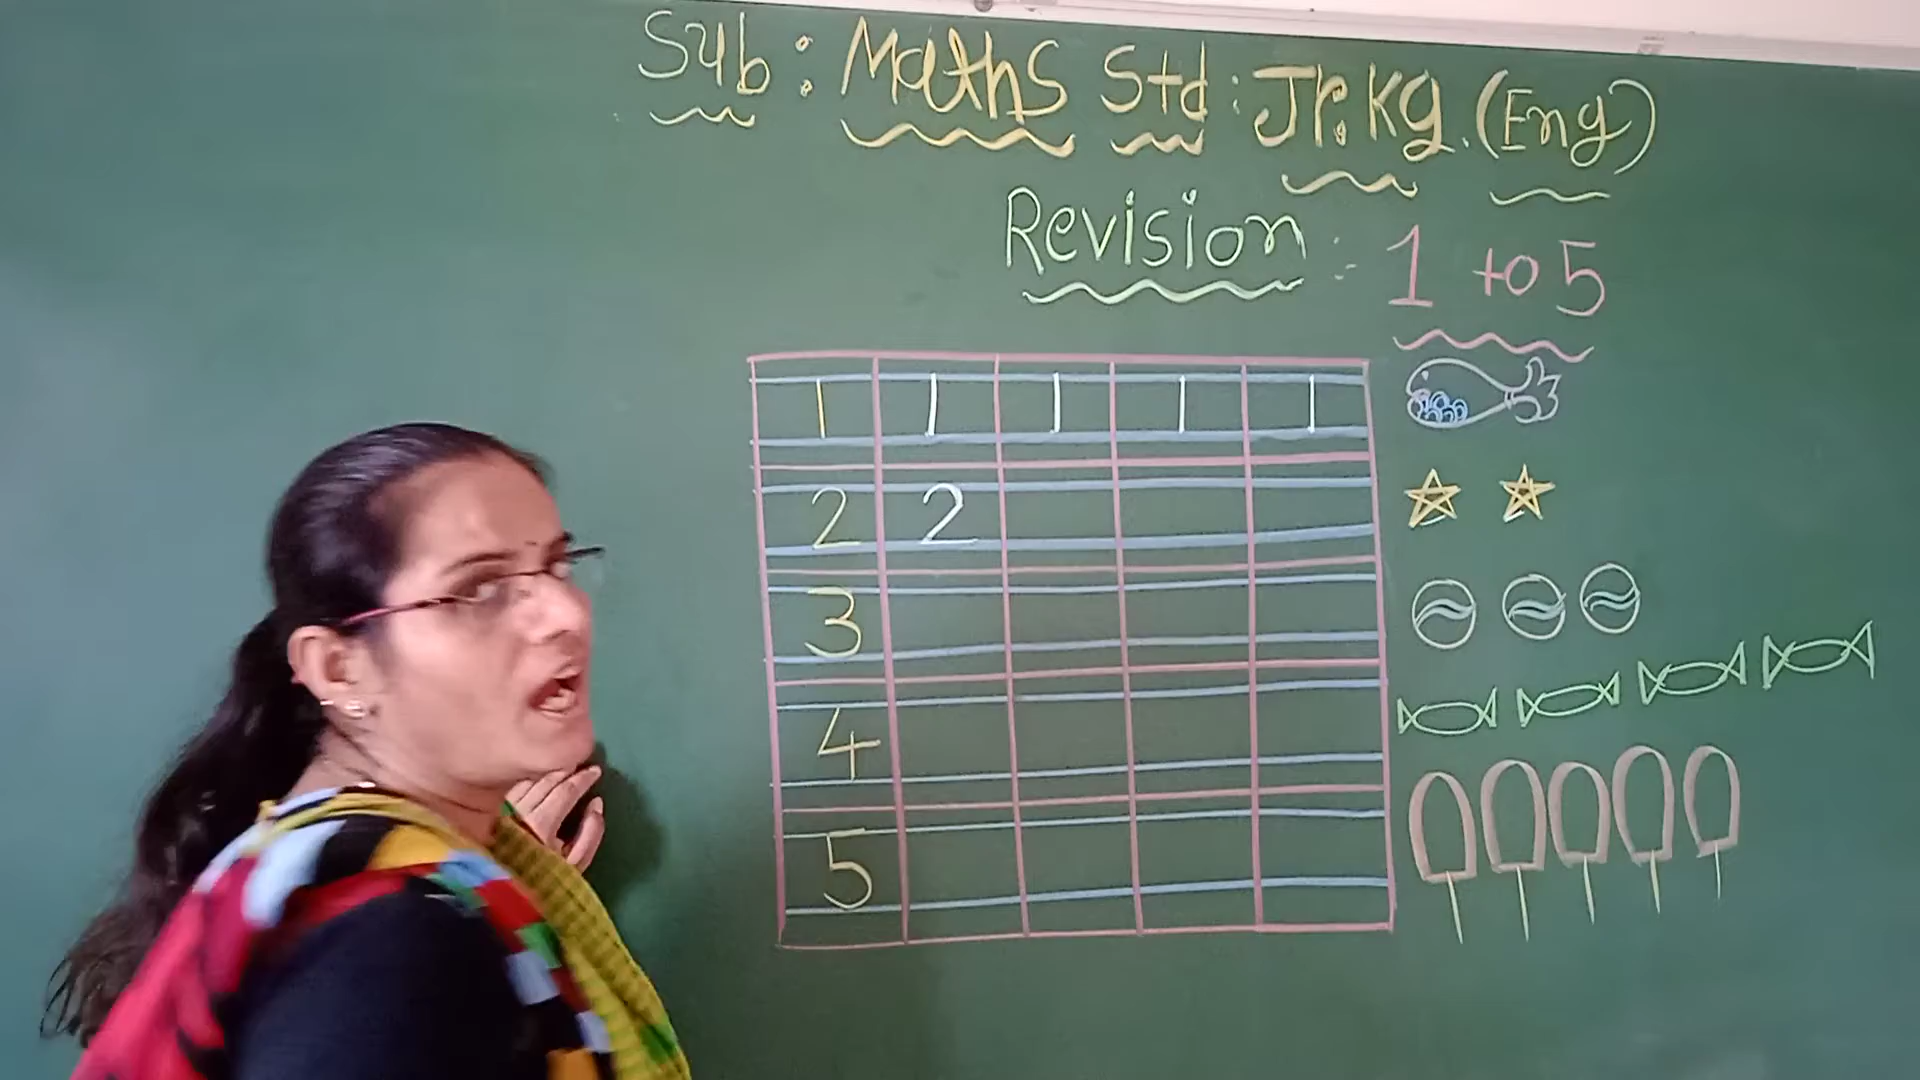 Sub : Maths Std : Jr.Kg. (Eng)
Revision : 1 to 5
1 1 1 1 1
2 2
3
4
5